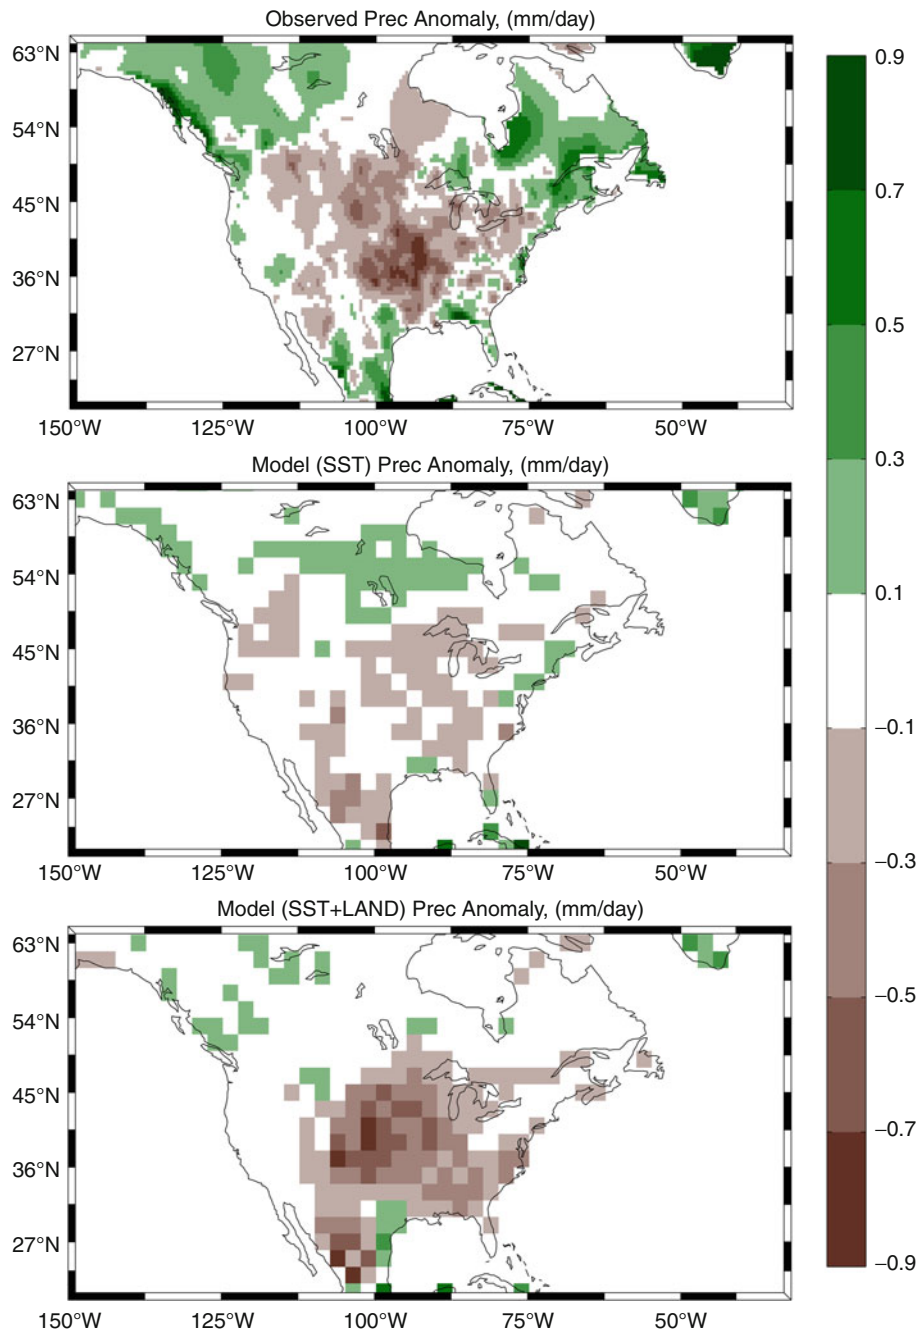 Observed Prec Anomaly, (mm/day)
63°N
54°N
45°N
36°N
27°N
150°W 125°W 100°W 75°W 50°W
Model (SST) Prec Anomaly, (mm/day)
63°N
54°N
45°N
36°N
27°N
150°W 125°W 100°W 75°W 50°W
Model (SST+LAND) Prec Anomaly, (mm/day)
63°N
54°N
45°N
36°N
27°N
150°W 125°W 100°W 75°W 50°W
0.9
0.7
0.5
0.3
0.1
−0.1
−0.3
−0.5
−0.7
−0.9